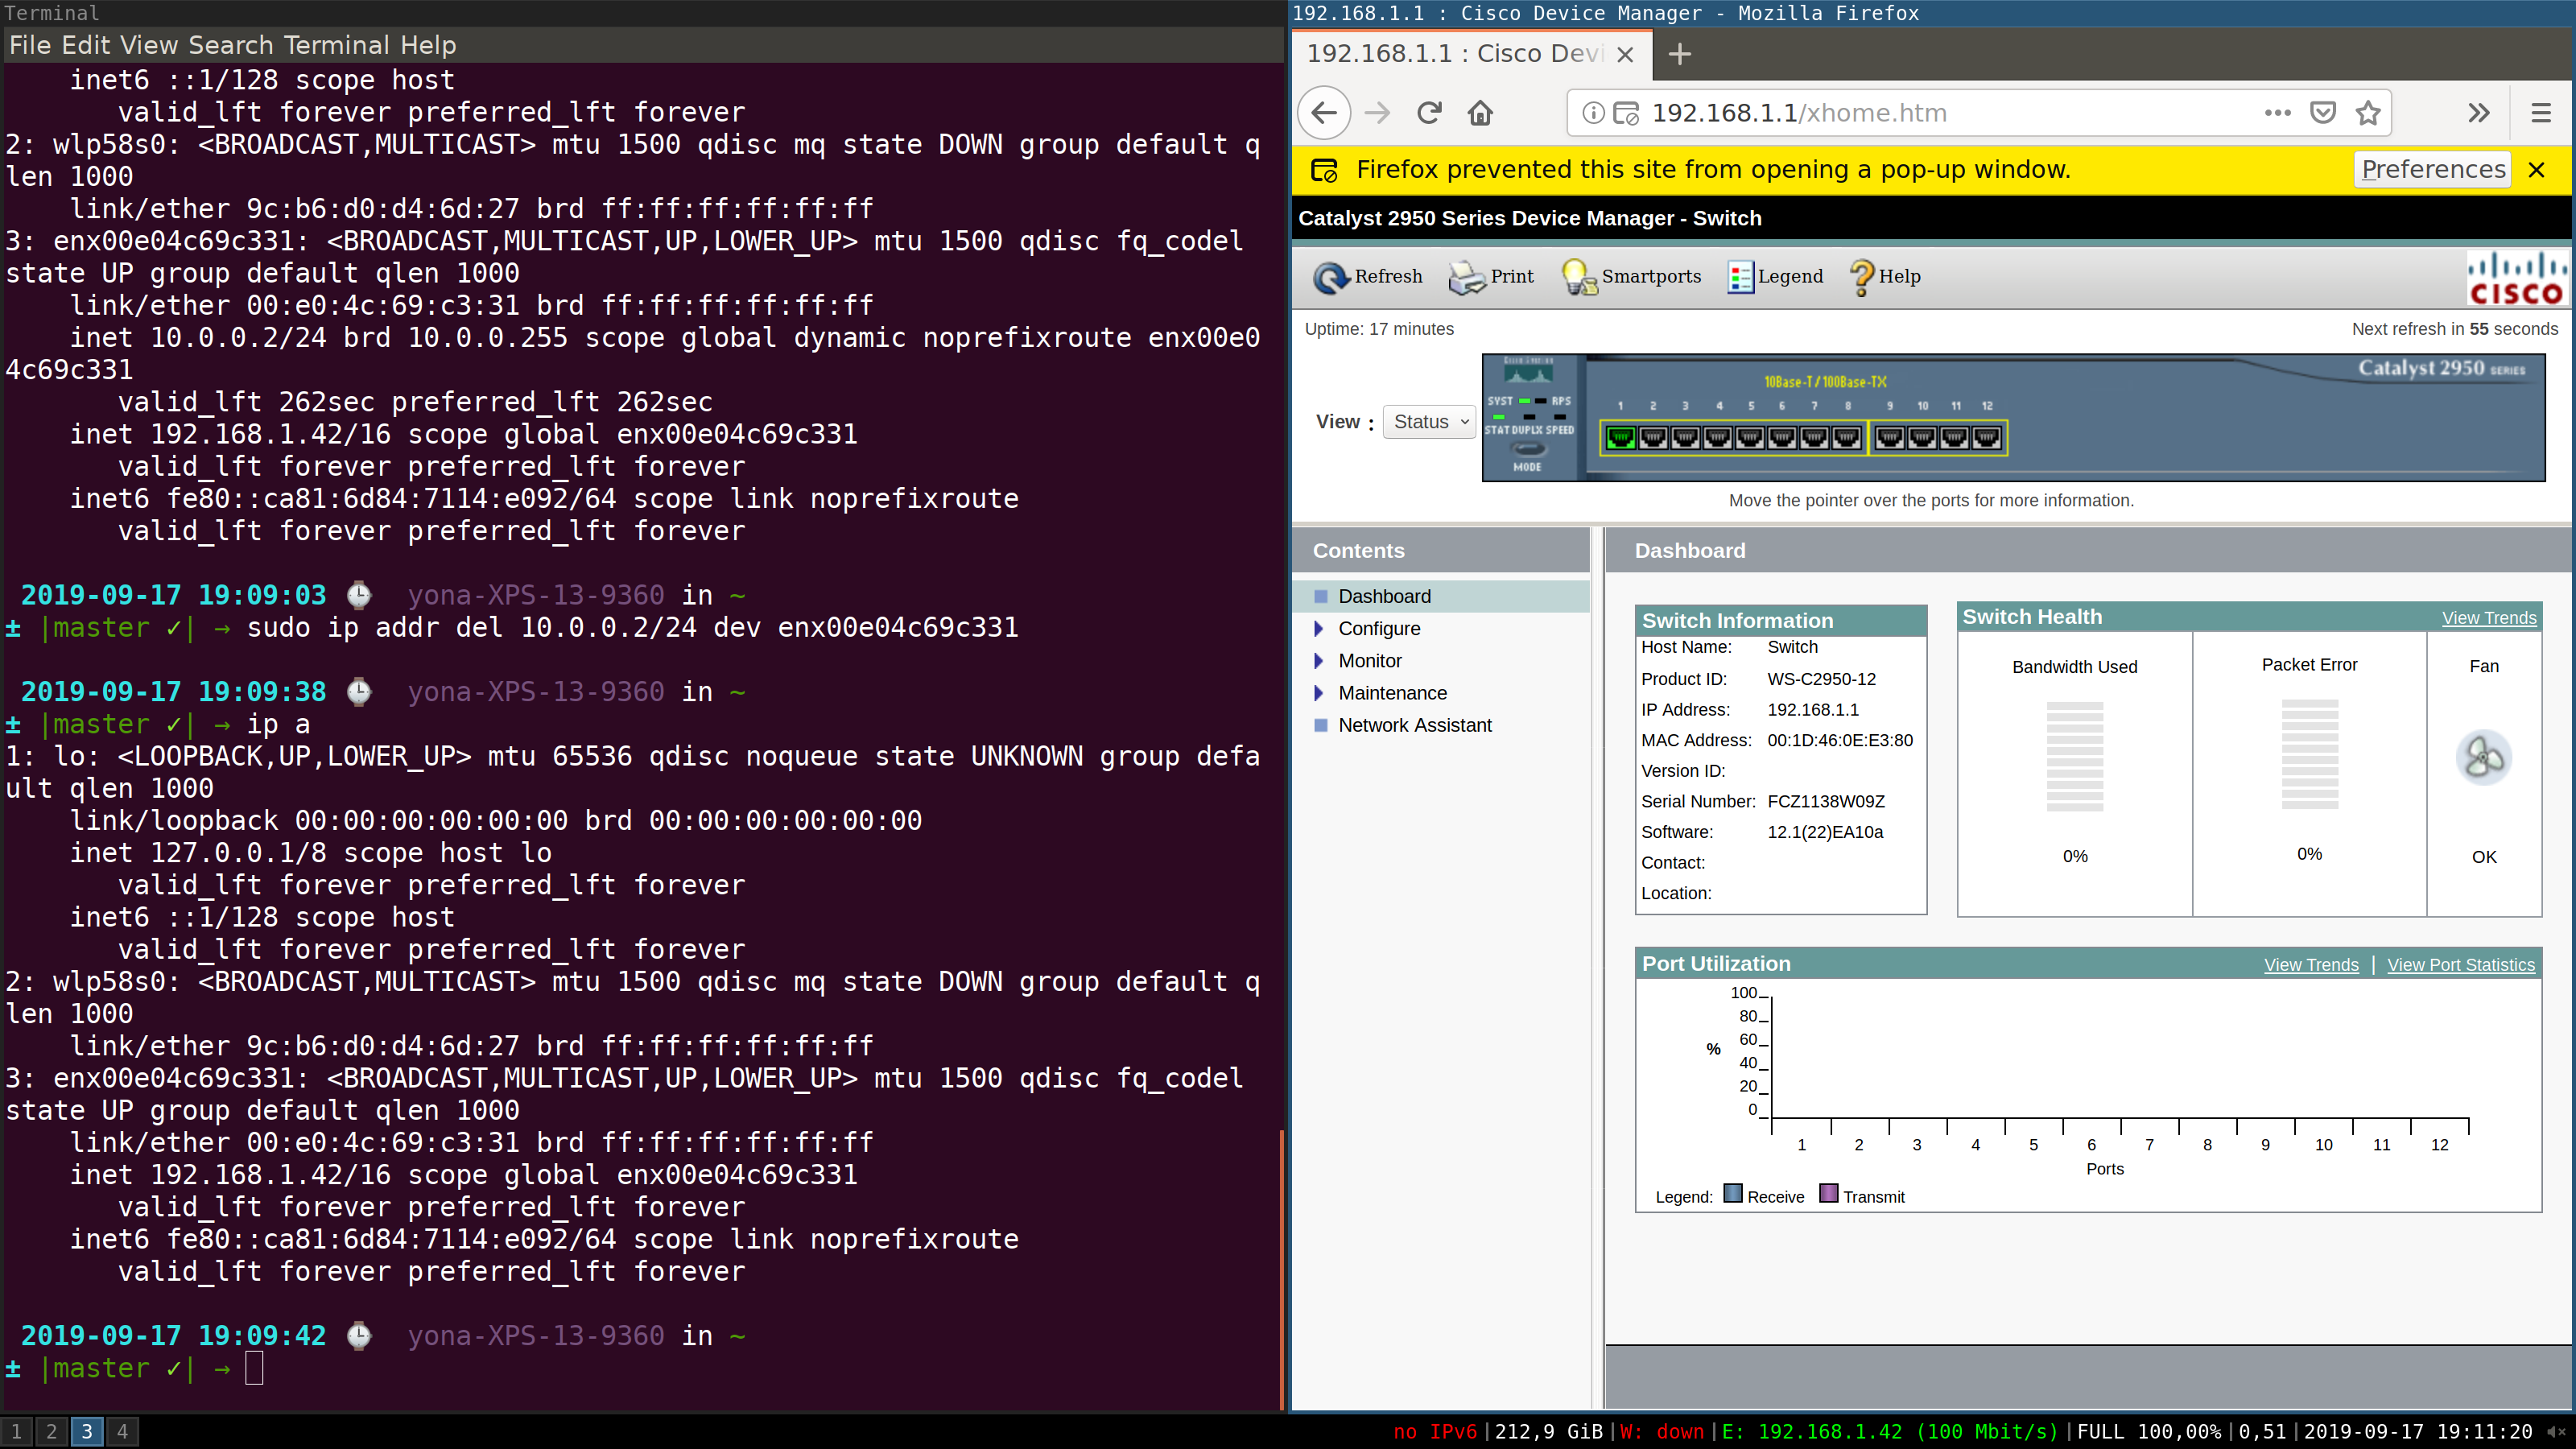 Terminal
File Edit View Search Terminal Help
inet6 ::1/128 scope host
valid_lft forever preferred_lft forever
2: wlp58s0: <BROADCAST,MULTICAST> mtu 1500 qdisc mq state DOWN group default q
len 1000
link/ether 9c:b6:d0:d4:6d:27 brd ff:ff:ff:ff:ff:ff
3: enx00e04c69c331: <BROADCAST,MULTICAST,UP,LOWER_UP> mtu 1500 qdisc fq_codel
state UP group default qlen 1000
link/ether 00:e0:4c:69:c3:31 brd ff:ff:ff:ff:ff:ff
inet 10.0.0.2/24 brd 10.0.0.255 scope global dynamic noprefixroute enx00e0
4c69c331
valid_lft 262sec preferred_lft 262sec
inet 192.168.1.42/16 scope global enx00e04c69c331
valid_lft forever preferred_lft forever
inet6 fe80::ca81:6d84:7114:e092/64 scope link noprefixroute
valid_lft forever preferred_lft forever
2019-09-17 19:09:03 yona-XPS-13-9360 in ~
± |master ✓| → sudo ip addr del 10.0.0.2/24 dev enx00e04c69c331
2019-09-17 19:09:38 yona-XPS-13-9360 in ~
± |master ✓| → ip a
1: lo: <LOOPBACK,UP,LOWER_UP> mtu 65536 qdisc noqueue state UNKNOWN group defa
ult qlen 1000
link/loopback 00:00:00:00:00:00 brd 00:00:00:00:00:00
inet 127.0.0.1/8 scope host lo
valid_lft forever preferred_lft forever
inet6 ::1/128 scope host
valid_lft forever preferred_lft forever
2: wlp58s0: <BROADCAST,MULTICAST> mtu 1500 qdisc mq state DOWN group default q
len 1000
link/ether 9c:b6:d0:d4:6d:27 brd ff:ff:ff:ff:ff:ff
3: enx00e04c69c331: <BROADCAST,MULTICAST,UP,LOWER_UP> mtu 1500 qdisc fq_codel
state UP group default qlen 1000
link/ether 00:e0:4c:69:c3:31 brd ff:ff:ff:ff:ff:ff
inet 192.168.1.42/16 scope global enx00e04c69c331
valid_lft forever preferred_lft forever
inet6 fe80::ca81:6d84:7114:e092/64 scope link noprefixroute
valid_lft forever preferred_lft forever
2019-09-17 19:09:42 yona-XPS-13-9360 in ~
± |master ✓| →
192.168.1.1 : Cisco Device Manager - Mozilla Firefox
192.168.1.1 : Cisco Devi
192.168.1.1/xhome.htm
Firefox prevented this site from opening a pop-up window. Preferences
Catalyst 2950 Series Device Manager - Switch
Refresh Print Smartports Legend Help
CISCO
Uptime: 17 minutes Next refresh in 55 seconds
View : Status
Catalyst 2950 SERIES
10Base-T / 100Base-TX
SYST RPS
1 2 3 4 5 6 7 8 9 10 11 12
STAT DUPLX SPEED
MODE
Move the pointer over the ports for more information.
Contents
Dashboard
Configure
Monitor
Maintenance
Network Assistant
Dashboard
Switch Information
Host Name: Switch
Product ID: WS-C2950-12
IP Address: 192.168.1.1
MAC Address: 00:1D:46:0E:E3:80
Version ID:
Serial Number: FCZ1138W09Z
Software: 12.1(22)EA10a
Contact:
Location:
Switch Health View Trends
Bandwidth Used Packet Error Fan
0% 0% OK
Port Utilization View Trends | View Port Statistics
100
80
60
%
40
20
0
1 2 3 4 5 6 7 8 9 10 11 12
Ports
Legend: Receive Transmit
1 2 3 4
no IPv6|212,9 GiB|W: down|E: 192.168.1.42 (100 Mbit/s)|FULL 100,00%|0,51|2019-09-17 19:11:20